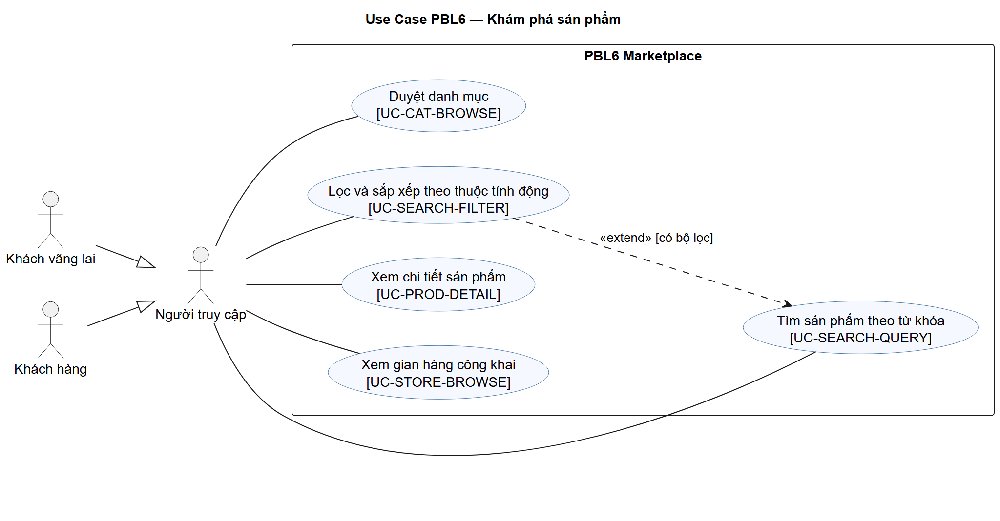 Use Case PBL6 — Khám phá sản phẩm
PBL6 Marketplace
Duyệt danh mục
[UC-CAT-BROWSE]
Lọc và sắp xếp theo thuộc tính động
[UC-SEARCH-FILTER]
«extend» [có bộ lọc]
Khách vãng lai
Xem chi tiết sản phẩm
[UC-PROD-DETAIL]
Người truy cập
Tìm sản phẩm theo từ khóa
[UC-SEARCH-QUERY]
Khách hàng
Xem gian hàng công khai
[UC-STORE-BROWSE]